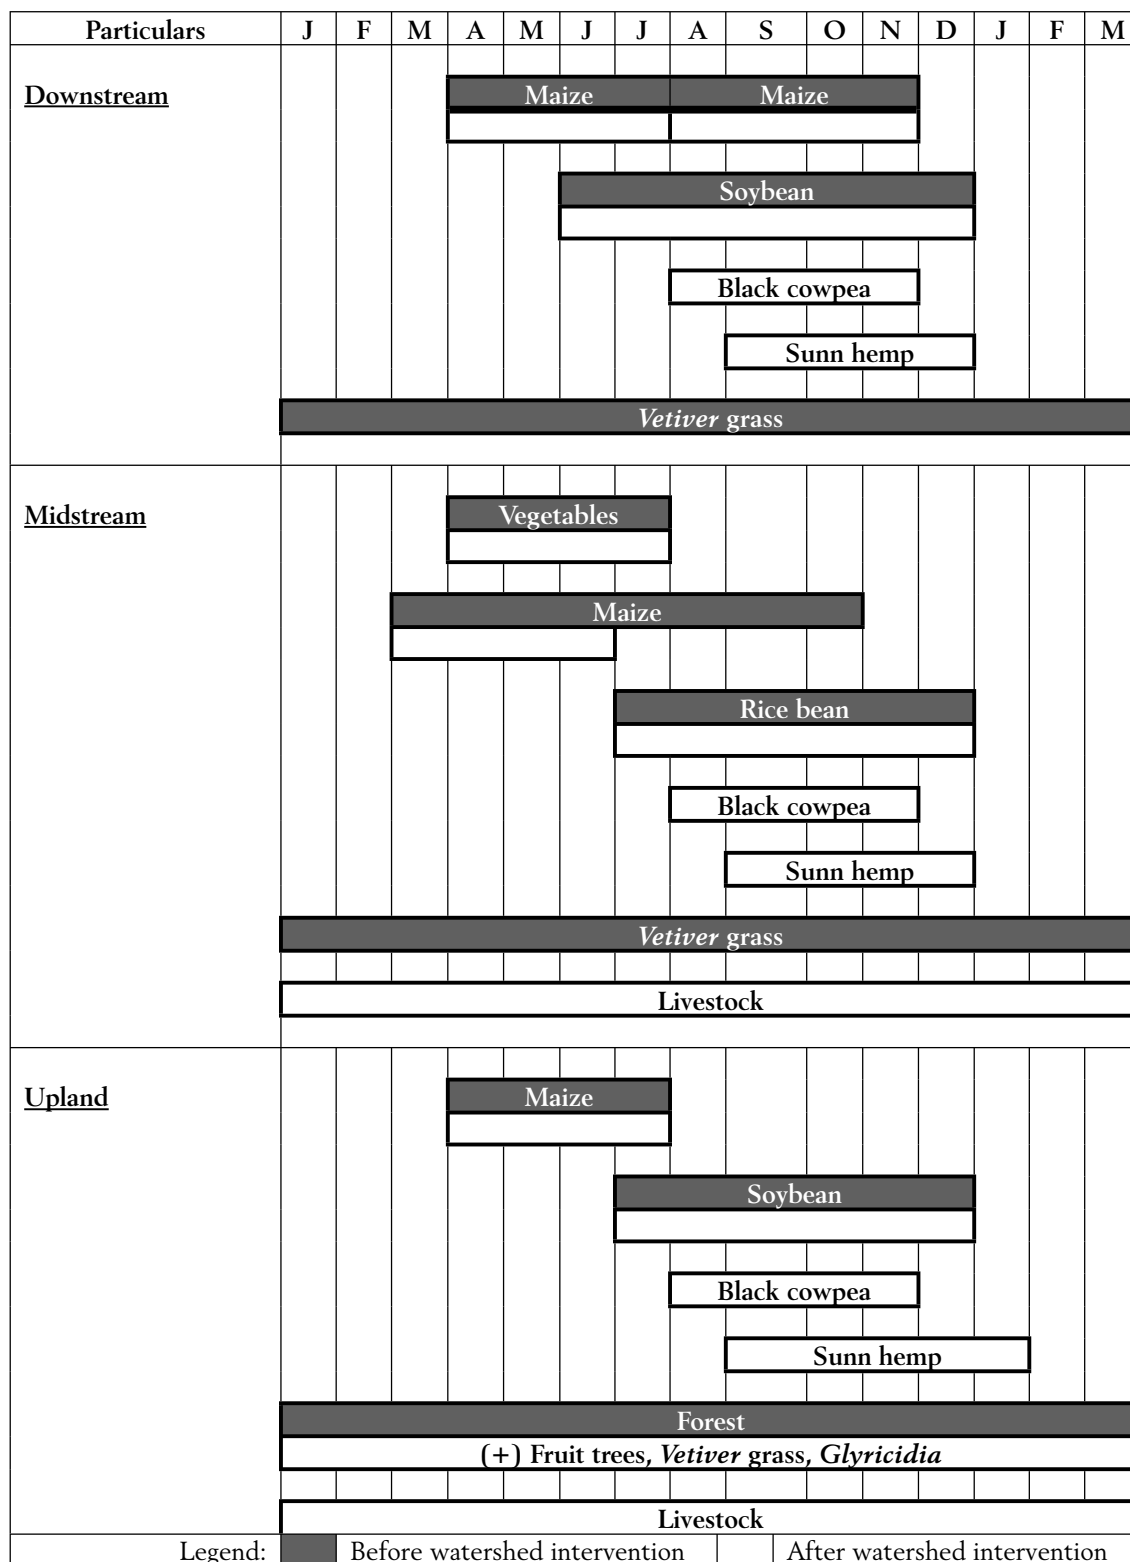 Particulars J F M A M J J A S O N D J F M
Downstream
Maize Maize
Soybean
Black cowpea
Sunn hemp
Vetiver grass
Midstream
Vegetables
Maize
Rice bean
Black cowpea
Sunn hemp
Vetiver grass
Livestock
Upland
Maize
Soybean
Black cowpea
Sunn hemp
Forest
(+) Fruit trees, Vetiver grass, Glyricidia
Livestock
Legend: Before watershed intervention After watershed intervention